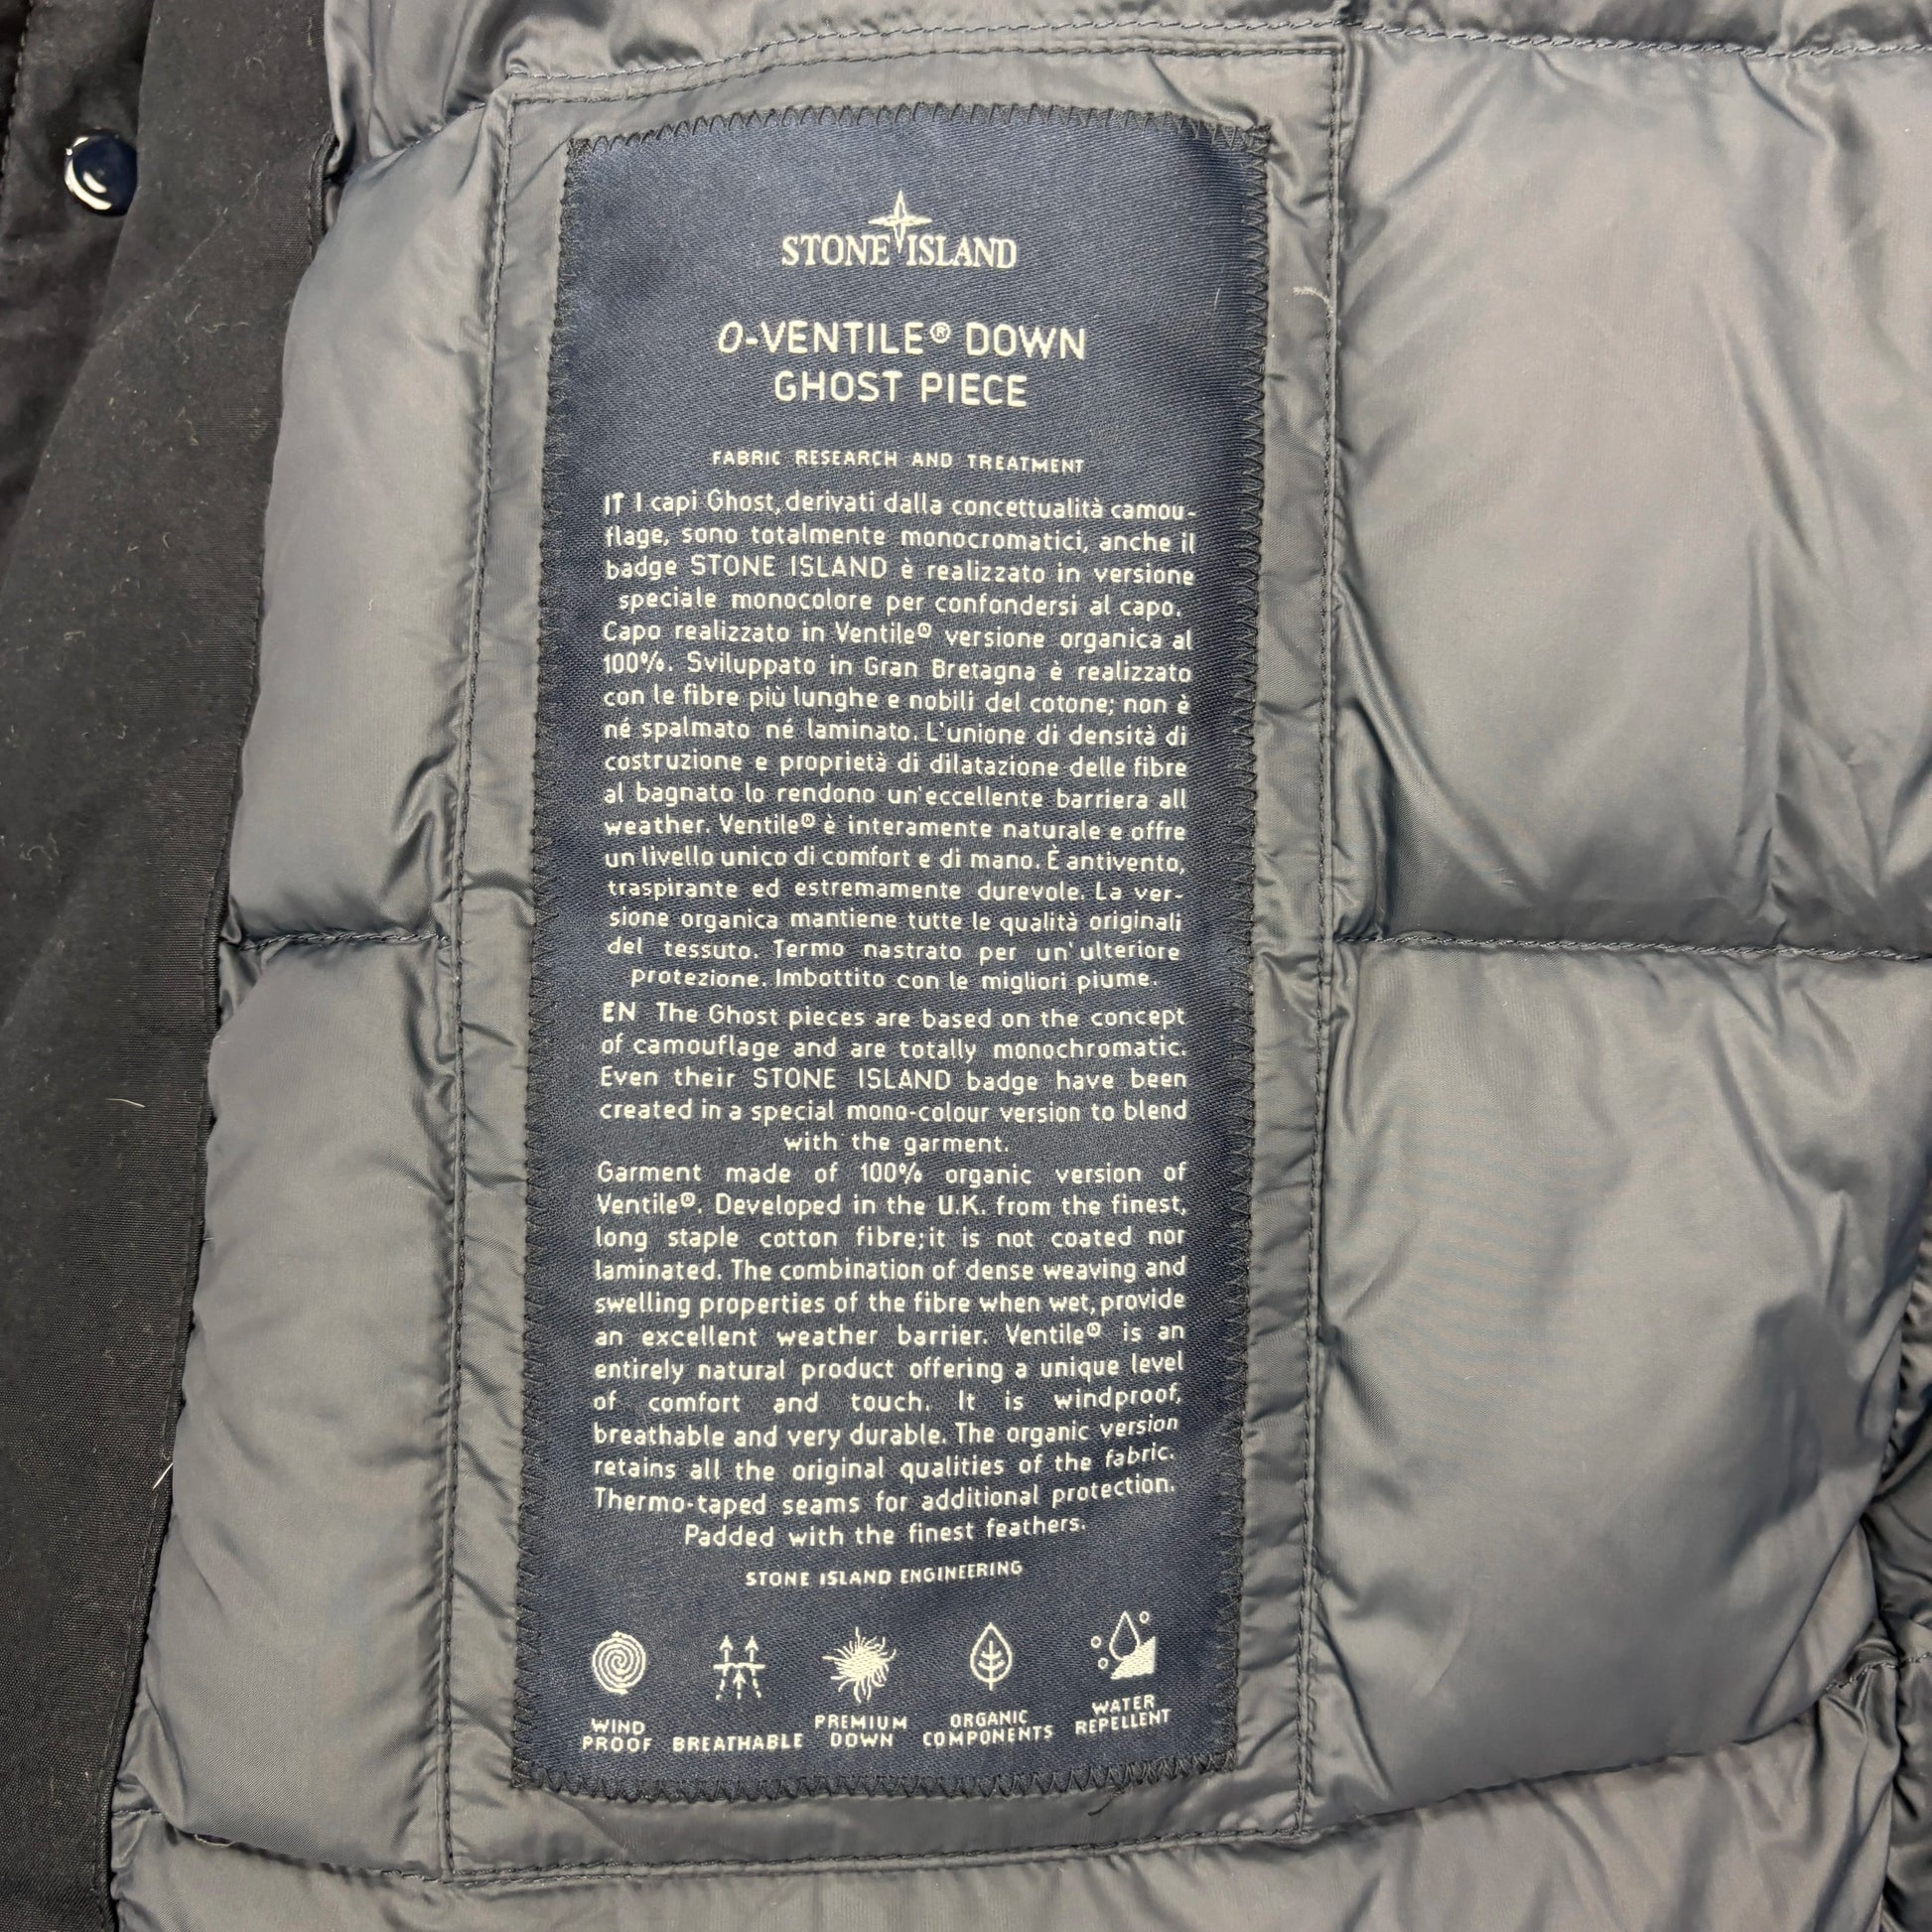 STONE ISLAND
O-VENTILE® DOWN
GHOST PIECE
FABRIC RESEARCH AND TREATMENT
IT I capi Ghost, derivati dalla concettualità camou-
flage, sono totalmente monocromatici, anche il
badge STONE ISLAND è realizzato in versione
speciale monocolore per confondersi al capo.
Capo realizzato in Ventile® versione organica al
100%. Sviluppato in Gran Bretagna è realizzato
con le fibre più lunghe e nobili del cotone; non è
né spalmato né laminato. L'unione di densità di
costruzione e proprietà di dilatazione delle fibre
al bagnato lo rendono un'eccellente barriera all
weather. Ventile® è interamente naturale e offre
un livello unico di comfort e di mano. È antivento,
traspirante ed estremamente durevole. La ver-
sione organica mantiene tutte le qualità originali
del tessuto. Termo nastrato per un'ulteriore
protezione. Imbottito con le migliori piume.
EN The Ghost pieces are based on the concept
of camouflage and are totally monochromatic.
Even their STONE ISLAND badge have been
created in a special mono-colour version to blend
with the garment.
Garment made of 100% organic version of
Ventile®. Developed in the U.K. from the finest,
long staple cotton fibre; it is not coated nor
laminated. The combination of dense weaving and
swelling properties of the fibre when wet, provide
an excellent weather barrier. Ventile® is an
entirely natural product offering a unique level
of comfort and touch. It is windproof,
breathable and very durable. The organic version
retains all the original qualities of the fabric.
Thermo-taped seams for additional protection.
Padded with the finest feathers.
STONE ISLAND ENGINEERING
WIND
PROOF
BREATHABLE
PREMIUM
DOWN
ORGANIC
COMPONENTS
WATER
REPELLENT